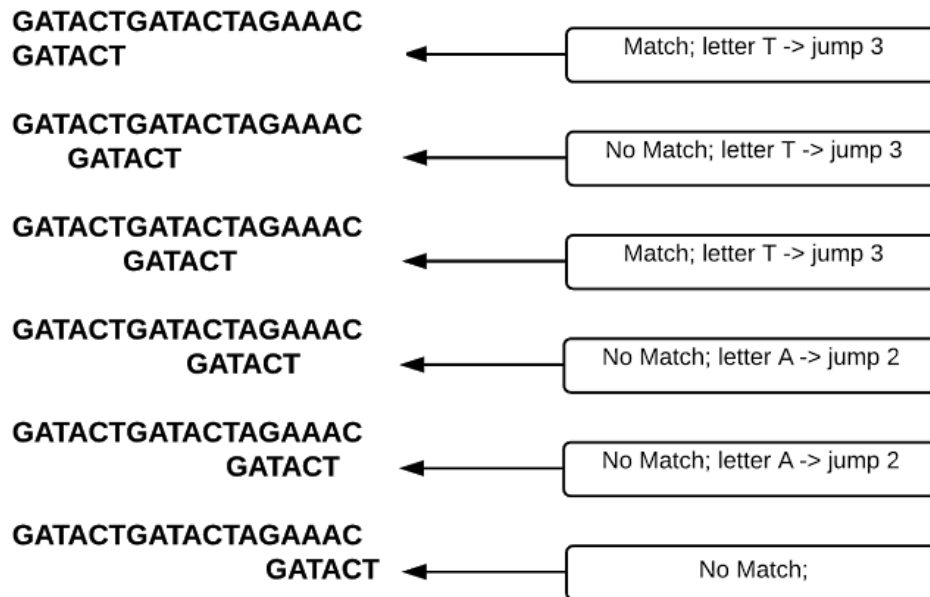 GATACTGATACTAGAAAC
GATACT
Match; letter T -> jump 3
GATACTGATACTAGAAAC
GATACT
No Match; letter T -> jump 3
GATACTGATACTAGAAAC
GATACT
Match; letter T -> jump 3
GATACTGATACTAGAAAC
GATACT
No Match; letter A -> jump 2
GATACTGATACTAGAAAC
GATACT
No Match; letter A -> jump 2
GATACTGATACTAGAAAC
GATACT
No Match;